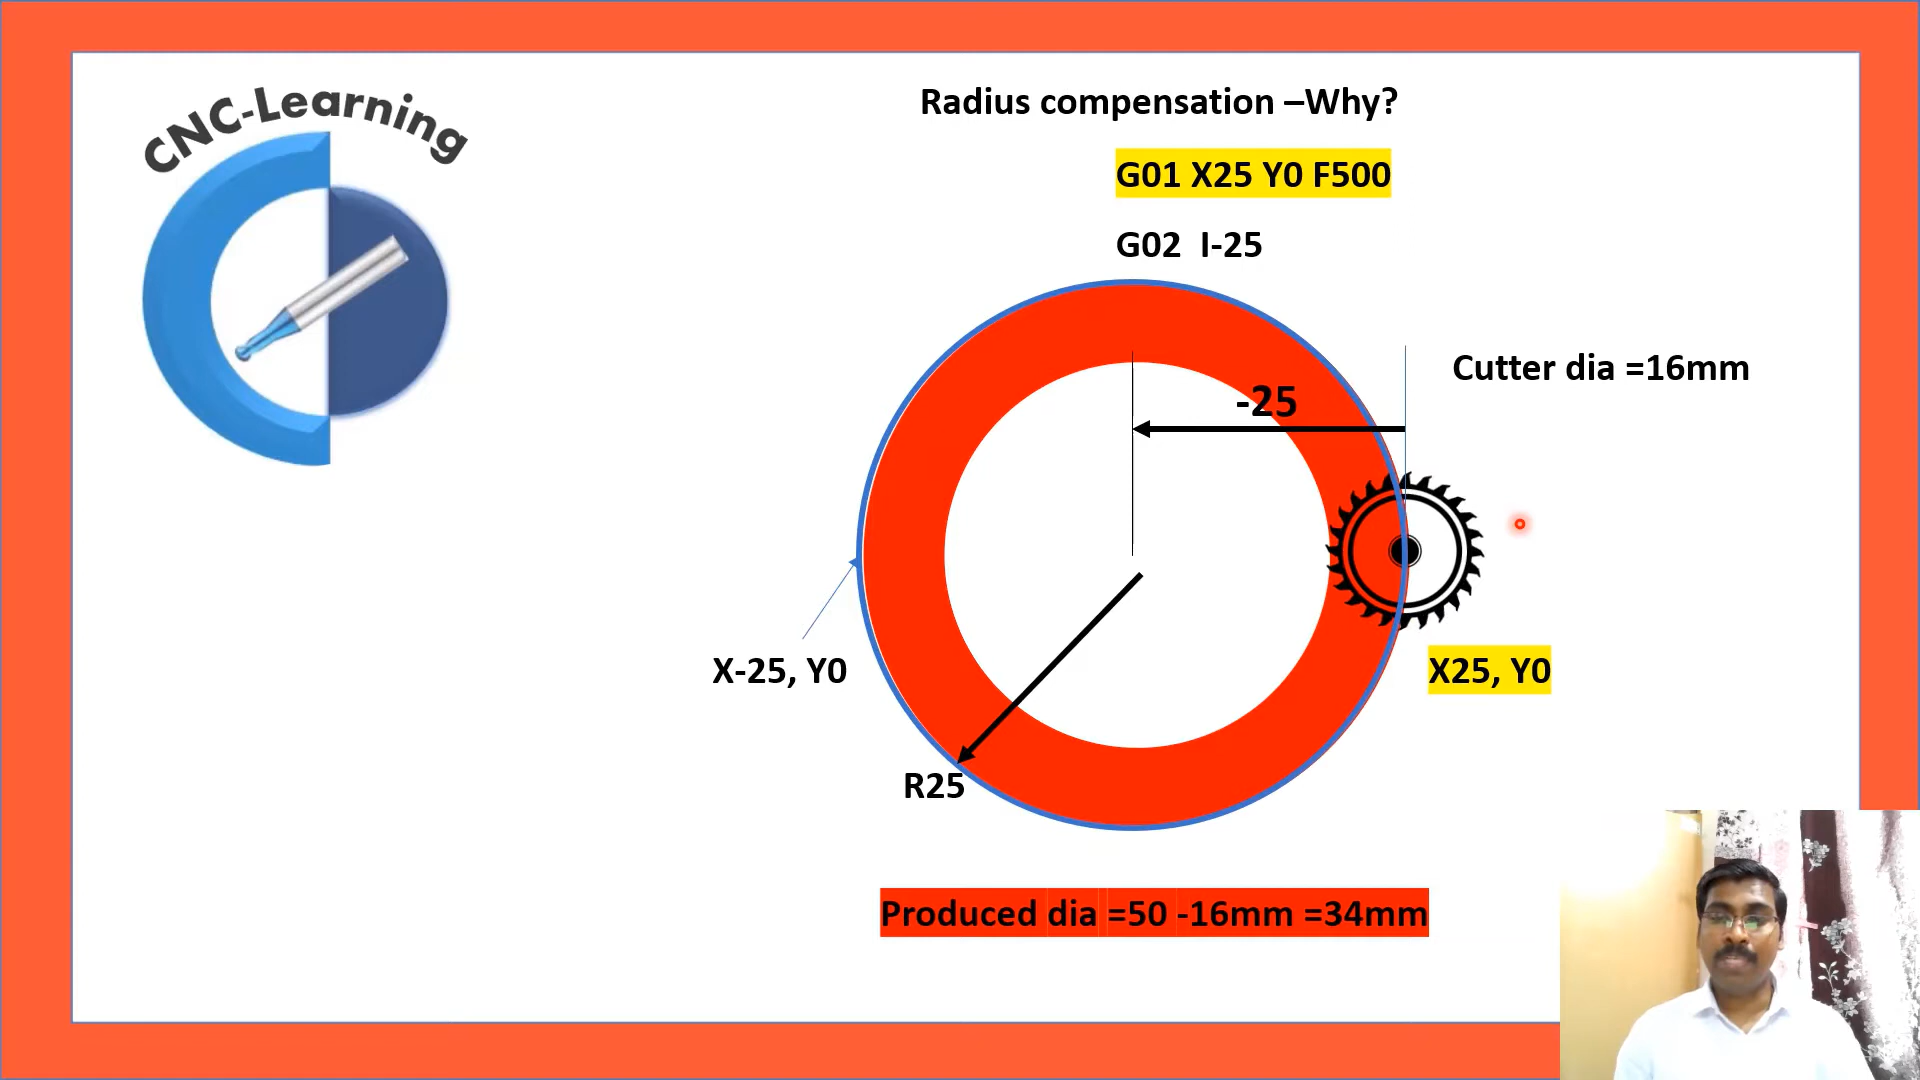 CNC-Learning
Radius compensation –Why?
G01 X25 Y0 F500
G02 I-25
Cutter dia =16mm
-25
X-25, Y0
X25, Y0
R25
Produced dia =50 -16mm =34mm